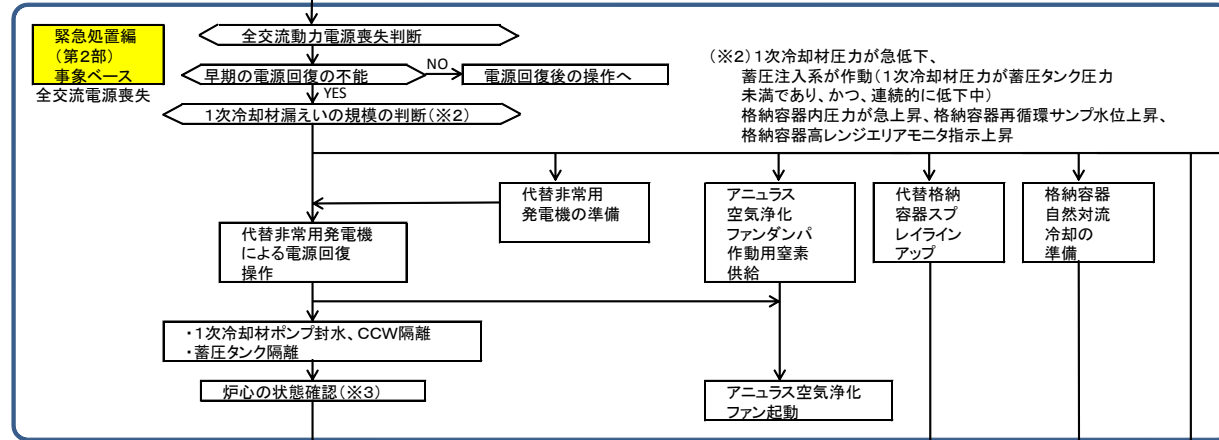 緊急処置編
(第2部)
事象ベース
全交流電源喪失
全交流動力電源喪失判断
早期の電源回復の不能
NO
電源回復後の操作へ
YES
1次冷却材漏えいの規模の判断(※2)
(※2)1次冷却材圧力が急低下、
蓄圧注入系が作動(1次冷却材圧力が蓄圧タンク圧力
未満であり、かつ、連続的に低下中)
格納容器内圧力が急上昇、格納容器再循環サンプ水位上昇、
格納容器高レンジエリアモニタ指示上昇
代替非常用
発電機の準備
アニュラス
空気浄化
ファンダンパ
作動用窒素
供給
代替格納
容器スプ
レイライン
アップ
格納容器
自然対流
冷却の
準備
代替非常用発電機
による電源回復
操作
・1次冷却材ポンプ封水、CCW隔離
・蓄圧タンク隔離
炉心の状態確認(※3)
アニュラス空気浄化
ファン起動